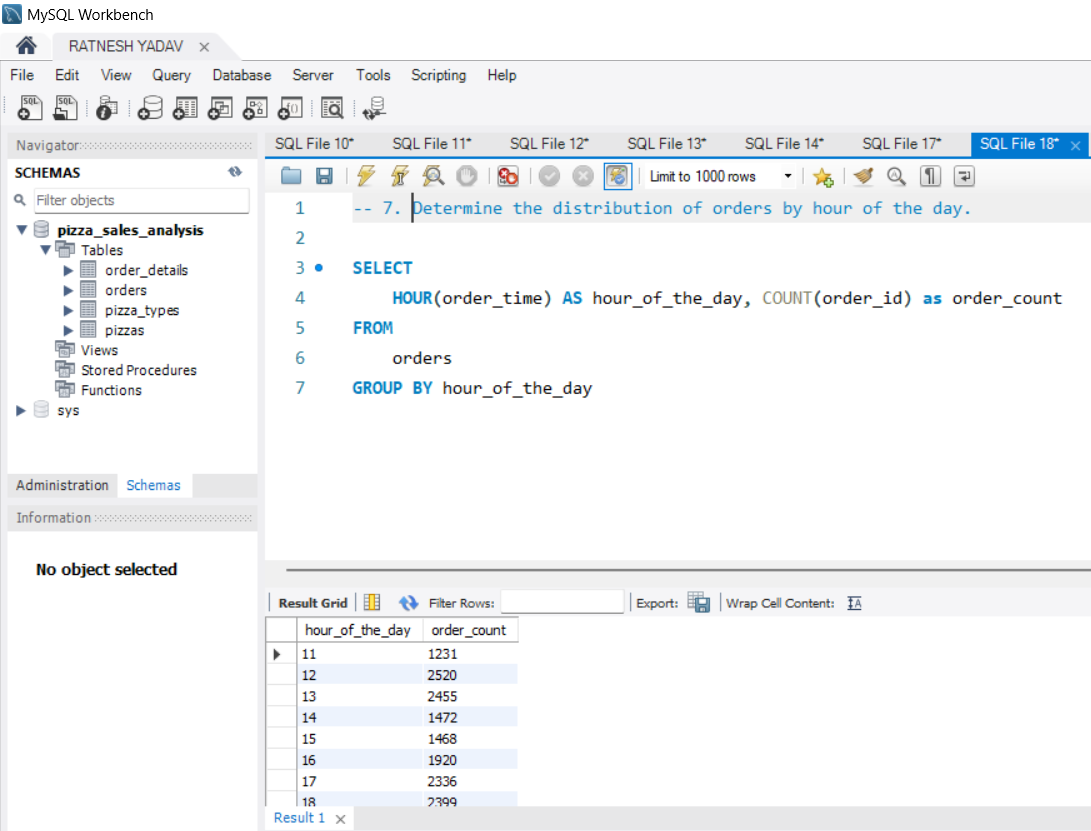 MySQL Workbench
RATNESH YADAV
File Edit View Query Database Server Tools Scripting Help
Navigator
SCHEMAS
Filter objects
pizza_sales_analysis
Tables
order_details
orders
pizza_types
pizzas
Views
Stored Procedures
Functions
sys
Administration Schemas
Information
No object selected
SQL File 10* SQL File 11* SQL File 12* SQL File 13* SQL File 14* SQL File 17* SQL File 18*
Limit to 1000 rows
1 -- 7. Determine the distribution of orders by hour of the day.
2
3 SELECT
4 HOUR(order_time) AS hour_of_the_day, COUNT(order_id) as order_count
5 FROM
6 orders
7 GROUP BY hour_of_the_day
Result Grid Filter Rows: Export: Wrap Cell Content:
hour_of_the_day order_count
11 1231
12 2520
13 2455
14 1472
15 1468
16 1920
17 2336
18 2399
Result 1